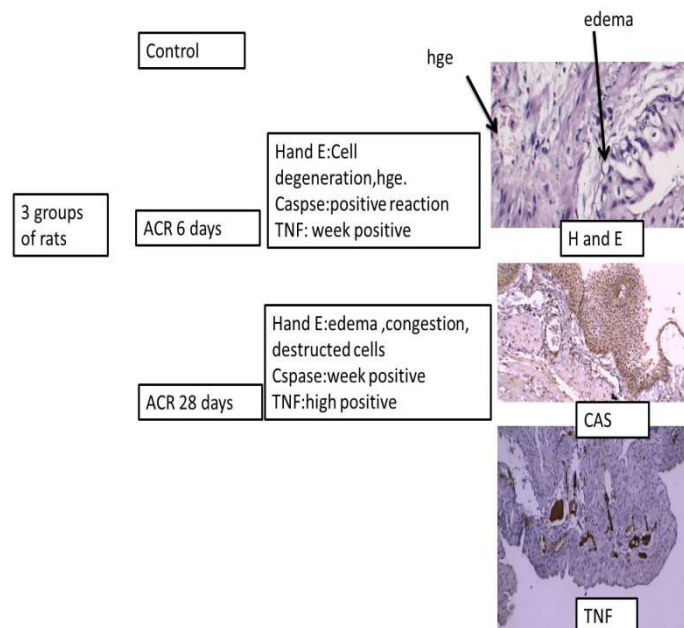 edema
hge
Control
Hand E:Cell
degeneration,hge.
Caspse:positive reaction
TNF: week positive
3 groups
of rats
ACR 6 days
H and E
Hand E:edema ,congestion,
destructed cells
Cspase:week positive
TNF:high positive
ACR 28 days
CAS
TNF